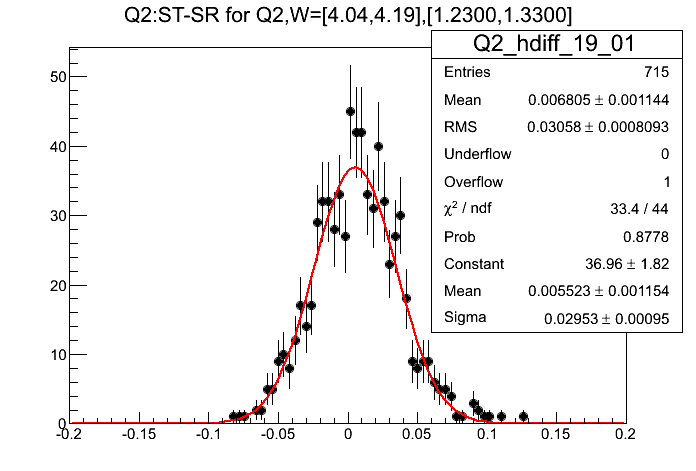 Q2:ST-SR for Q2,W=[4.04,4.19],[1.2300,1.3300]
Q2_hdiff_19_01
Entries 715
Mean 0.006805 ± 0.001144
RMS 0.03058 ± 0.0008093
Underflow 0
Overflow 1
χ² / ndf 33.4 / 44
Prob 0.8778
Constant 36.96 ± 1.82
Mean 0.005523 ± 0.001154
Sigma 0.02953 ± 0.00095
50
40
30
20
10
0
-0.2 -0.15 -0.1 -0.05 0 0.05 0.1 0.15 0.2